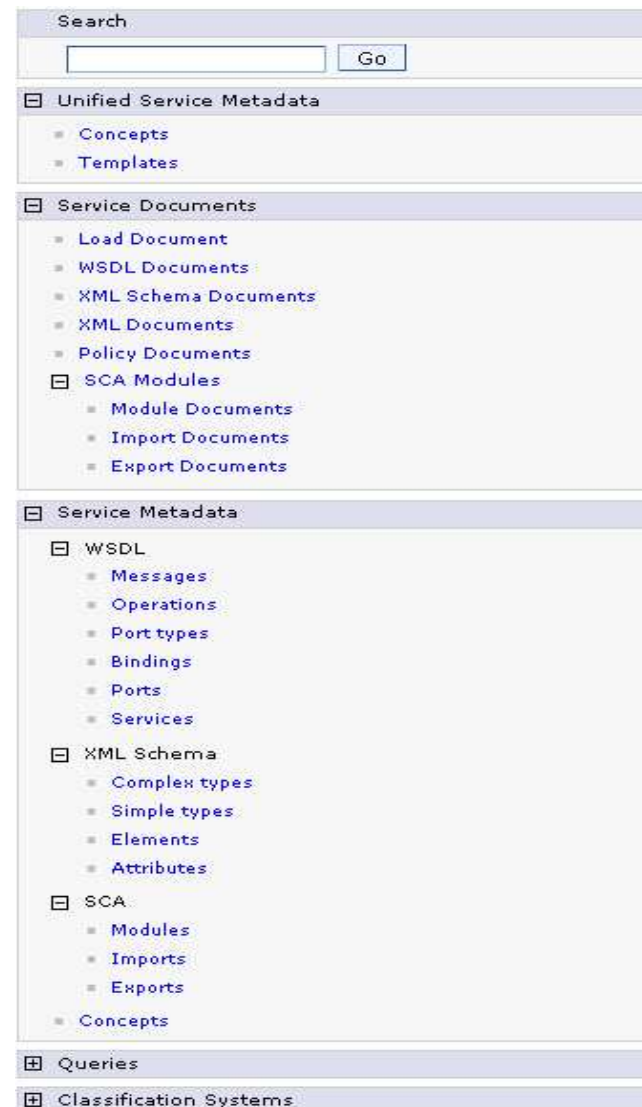 Search
Go
Unified Service Metadata
Concepts
Templates
Service Documents
Load Document
WSDL Documents
XML Schema Documents
XML Documents
Policy Documents
SCA Modules
Module Documents
Import Documents
Export Documents
Service Metadata
WSDL
Messages
Operations
Port types
Bindings
Ports
Services
XML Schema
Complex types
Simple types
Elements
Attributes
SCA
Modules
Imports
Exports
Concepts
Queries
Classification Systems